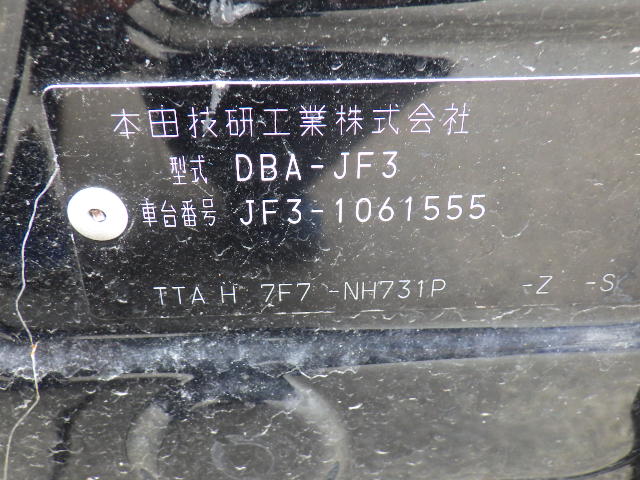 本田技研工業株式会社
型式 DBA-JF3
車台番号 JF3-1061555
TTA H 7F7 -NH731P -Z -S